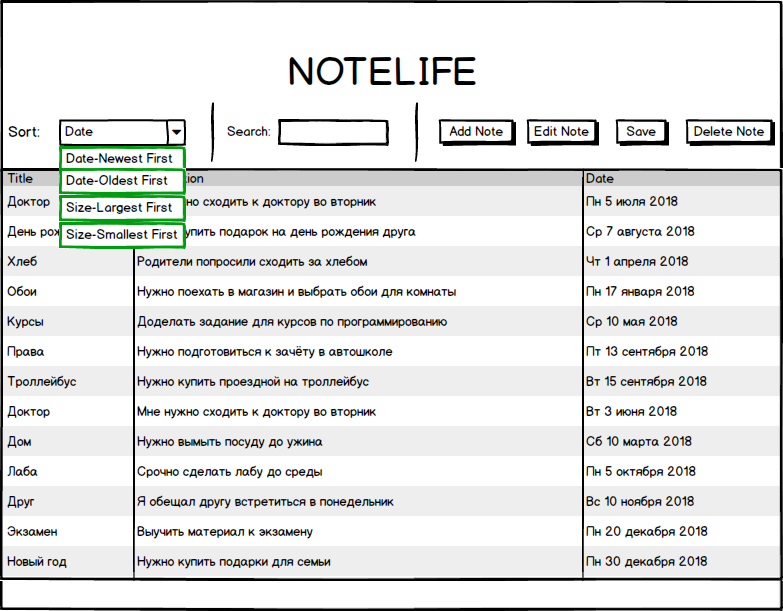 NOTELIFE
Sort: Date Search: Add Note Edit Note Save Delete Note
Date-Newest First
Date-Oldest First
Size-Largest First
Size-Smallest First
Title Date
Доктор сходить к доктору во вторник Пн 5 июля 2018
День подарок на день рождения друга Ср 7 августа 2018
Хлеб Родители попросили сходить за хлебом Чт 1 апреля 2018
Обои Нужно поехать в магазин и выбрать обои для комнаты Пн 17 января 2018
Курсы Доделать задание для курсов по программированию Ср 10 мая 2018
Права Нужно подготовиться к зачёту в автошколе Пт 13 сентября 2018
Троллейбус Нужно купить проездной на троллейбус Вт 15 сентября 2018
Доктор Мне нужно сходить к доктору во вторник Вт 3 июня 2018
Дом Нужно вымыть посуду до ужина Сб 10 марта 2018
Лаба Срочно сделать лабу до среды Пн 5 октября 2018
Друг Я обещал другу встретиться в понедельник Вс 10 ноября 2018
Экзамен Выучить материал к экзамену Пн 20 декабря 2018
Новый год Нужно купить подарки для семьи Пн 30 декабря 2018